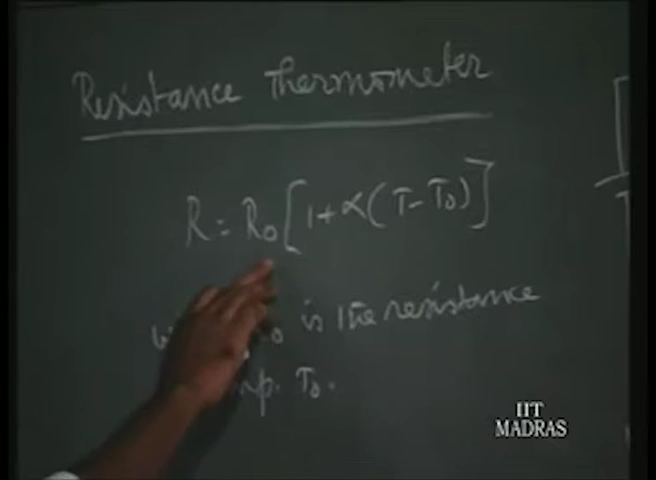 Resistance Thermometer
R = R₀ [1 + α (T - T₀)]
is the resistance
T₀.
IIT
MADRAS